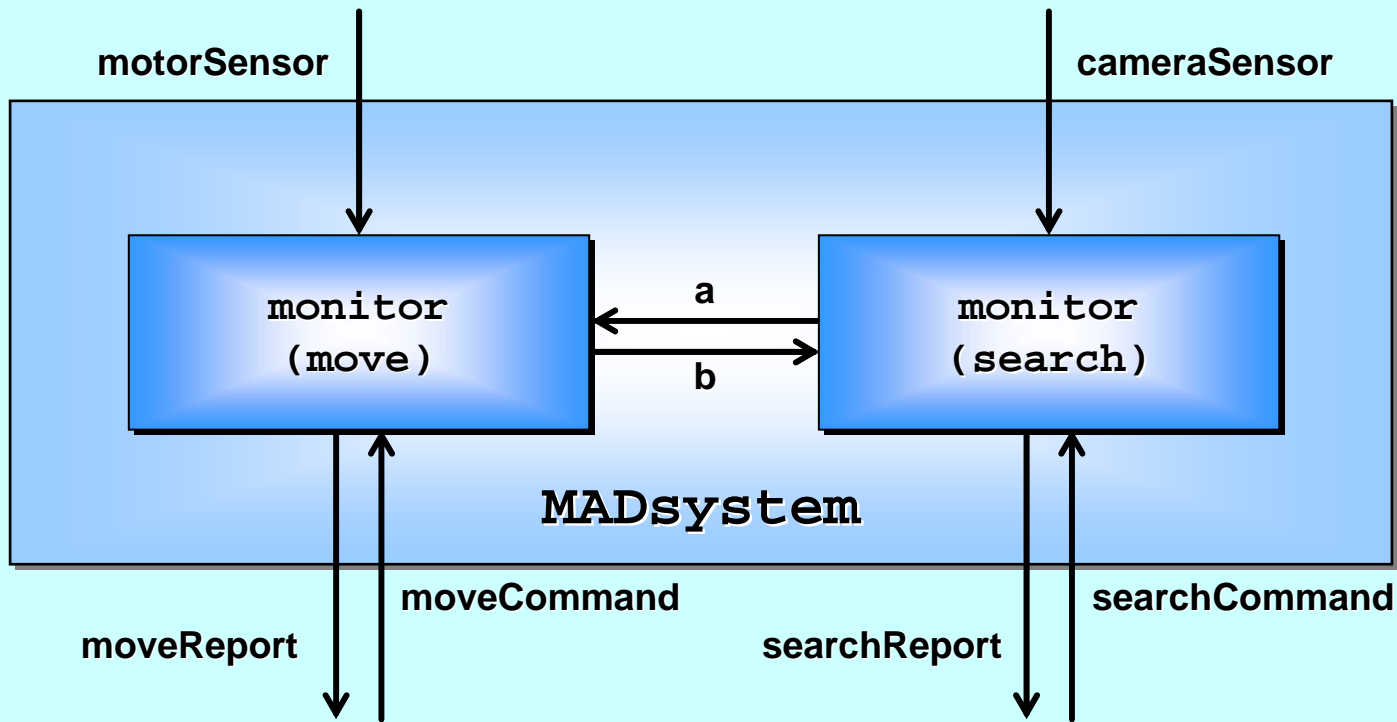 motorSensor
cameraSensor
monitor
(move)
a
b
monitor
(search)
MADsystem
moveCommand
searchCommand
moveReport
searchReport